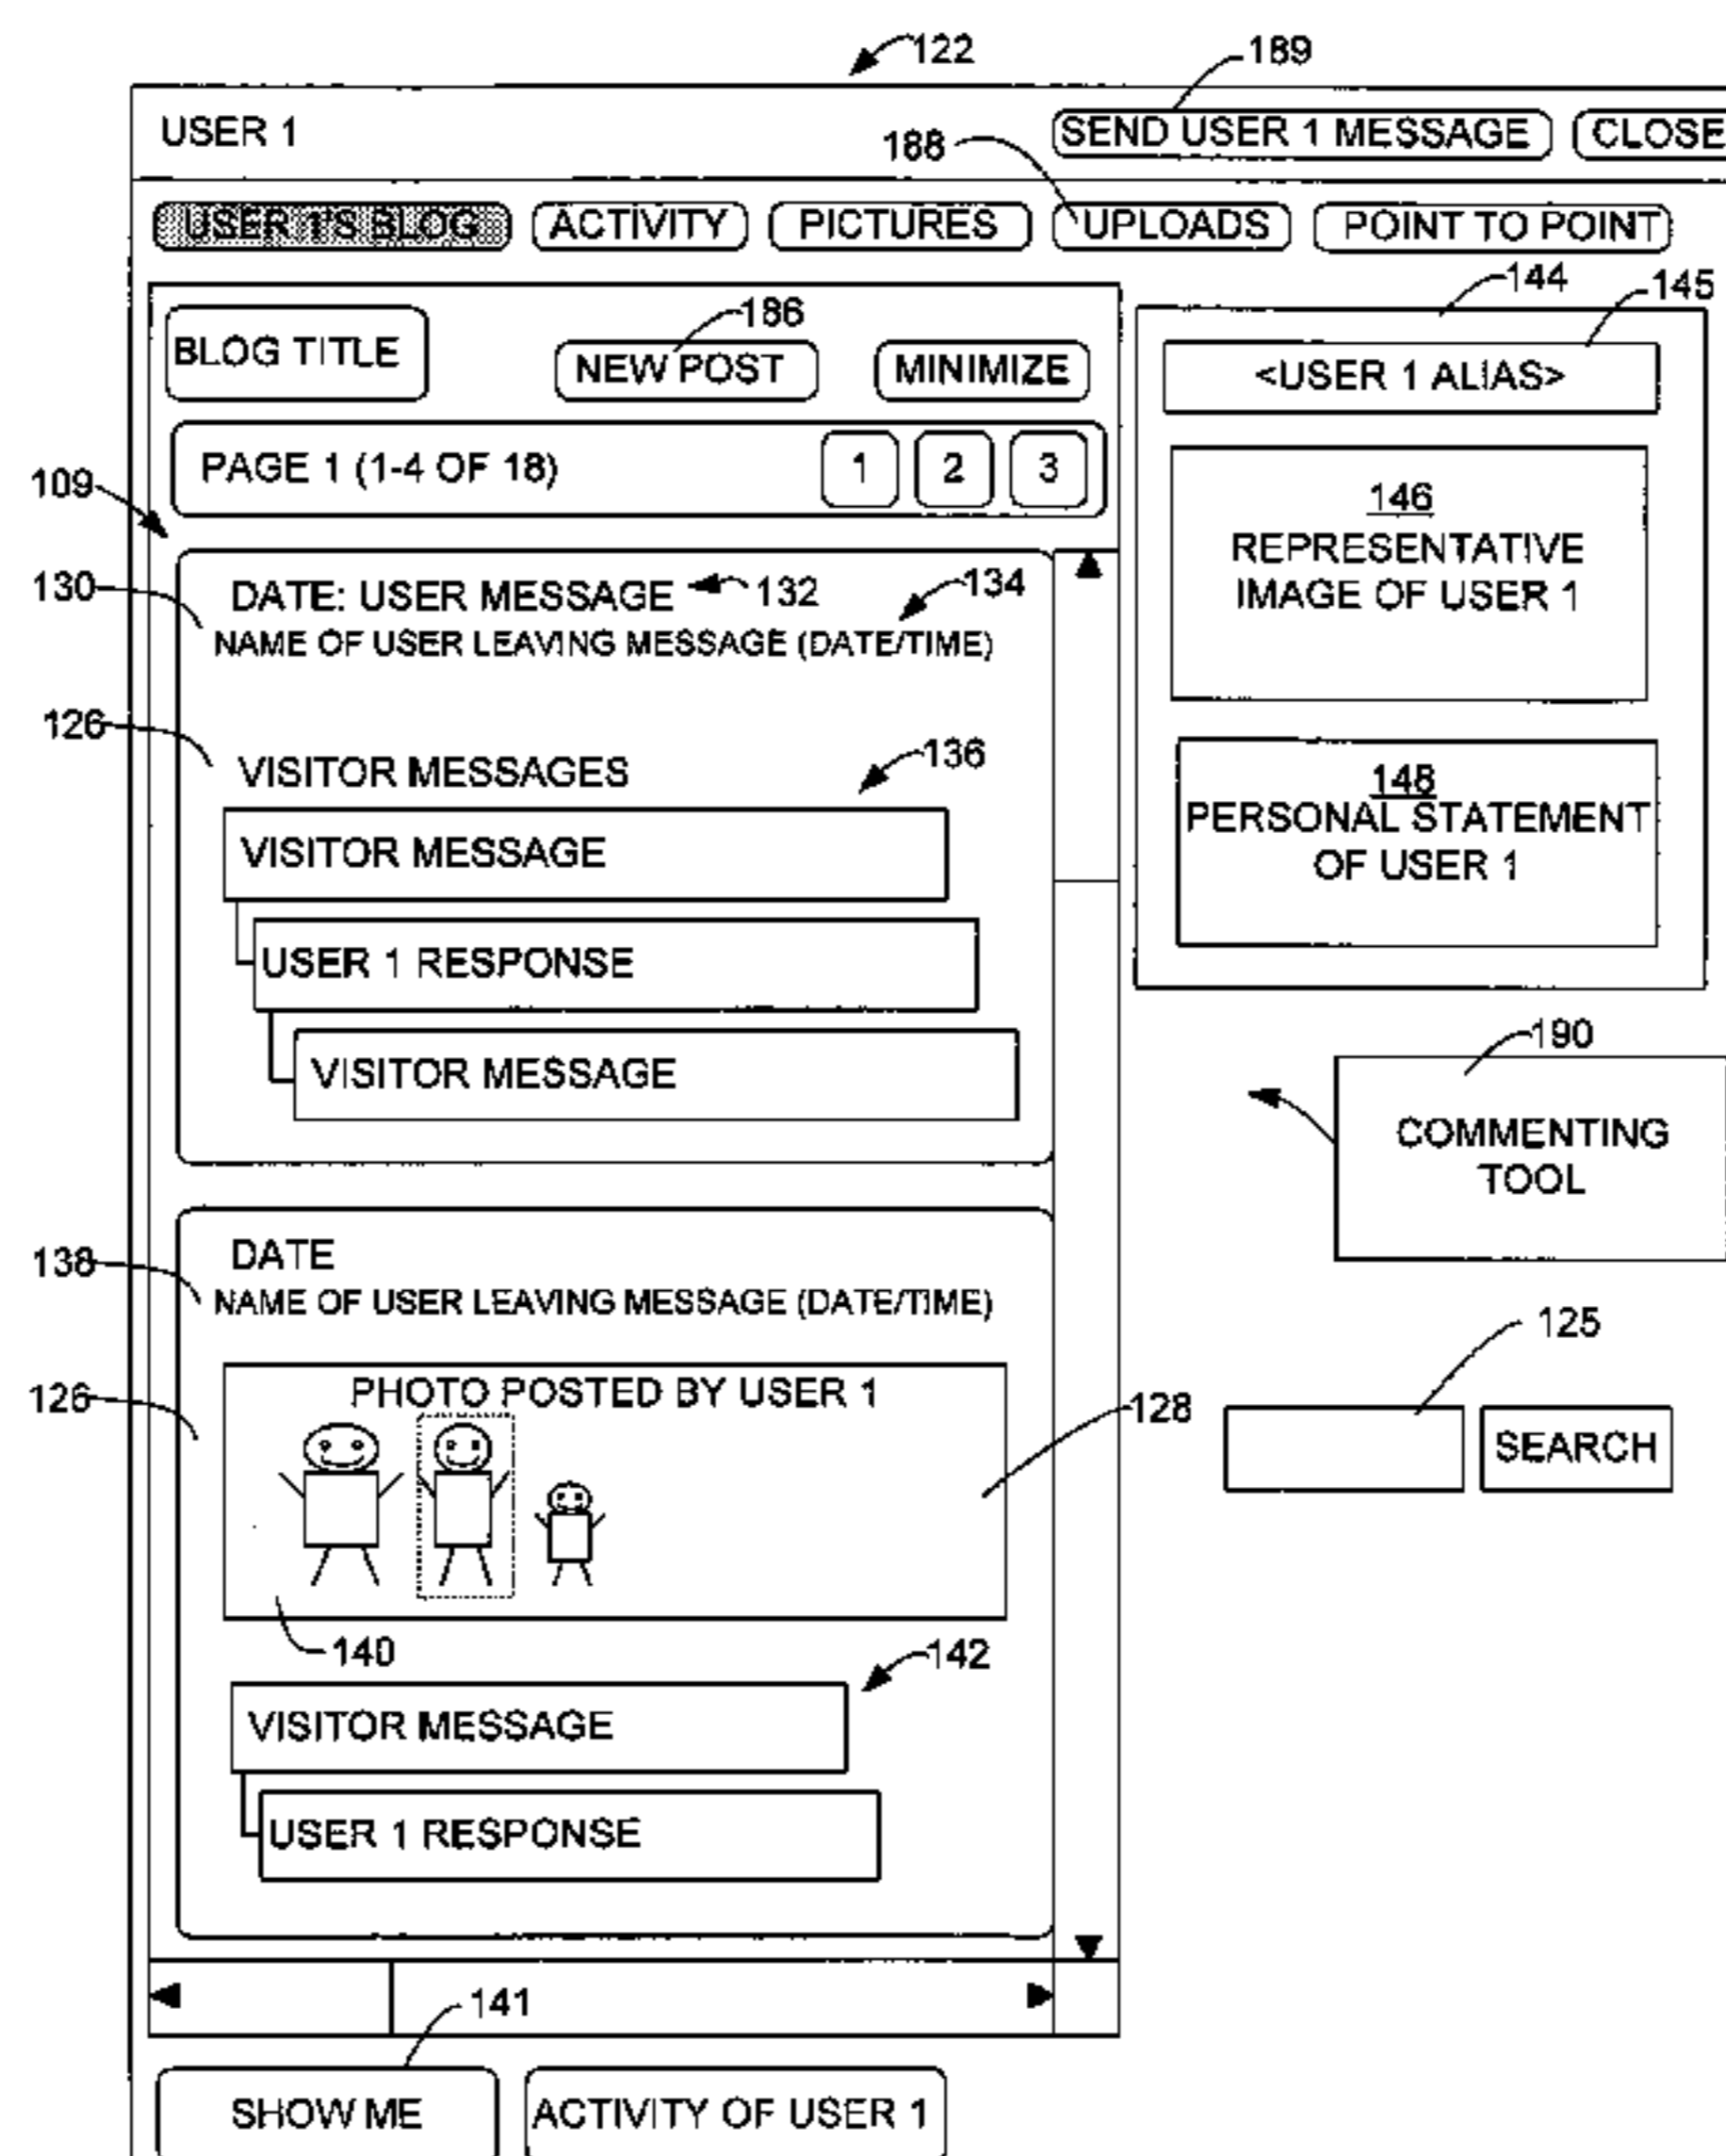 122
189
USER 1
188
SEND USER 1 MESSAGE
CLOSE
USER 1'S BLOG
ACTIVITY
PICTURES
UPLOADS
POINT TO POINT
144
145
186
BLOG TITLE
NEW POST
MINIMIZE
<USER 1 ALIAS>
109
PAGE 1 (1-4 OF 18)
1
2
3
146
REPRESENTATIVE
IMAGE OF USER 1
130
DATE: USER MESSAGE
132
134
NAME OF USER LEAVING MESSAGE (DATE/TIME)
126
VISITOR MESSAGES
136
148
PERSONAL STATEMENT
OF USER 1
VISITOR MESSAGE
USER 1 RESPONSE
VISITOR MESSAGE
190
COMMENTING
TOOL
138
DATE
NAME OF USER LEAVING MESSAGE (DATE/TIME)
125
126
PHOTO POSTED BY USER 1
128
SEARCH
140
142
VISITOR MESSAGE
USER 1 RESPONSE
141
SHOW ME
ACTIVITY OF USER 1